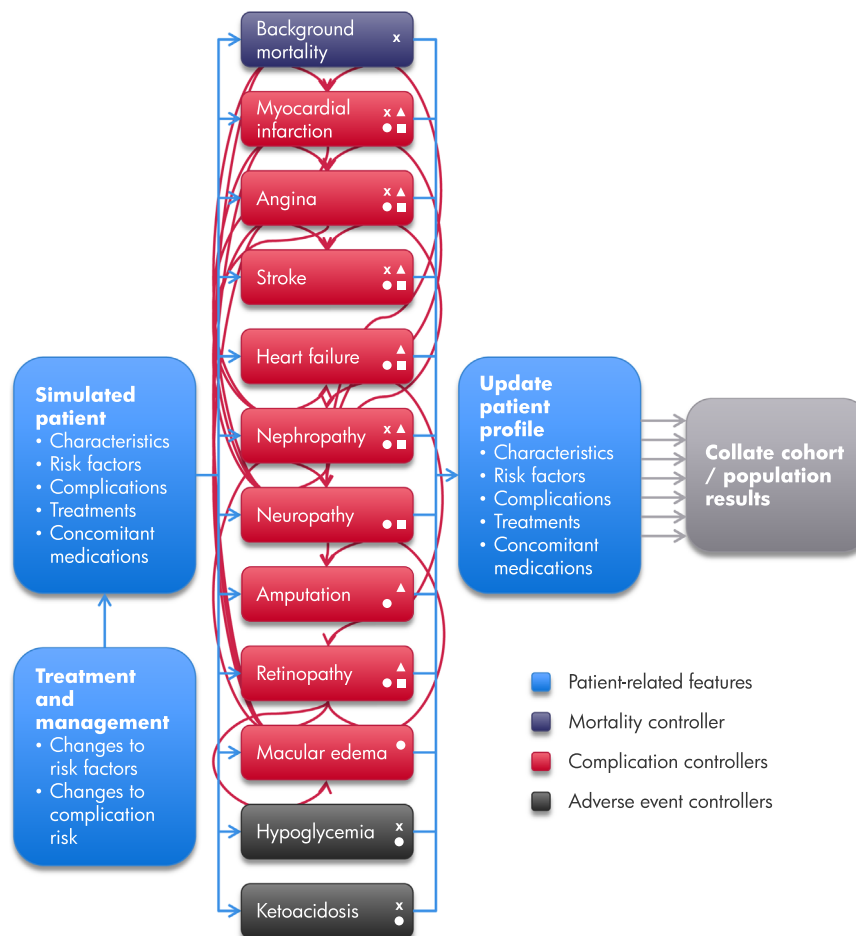 Background
mortality
x
Myocardial
infarction
x
Angina
x
Stroke
x
Heart failure
Nephropathy
x
Neuropathy
Amputation
Retinopathy
Macular edema
Hypoglycemia
x
Ketoacidosis
x
Simulated
patient
• Characteristics
• Risk factors
• Complications
• Treatments
• Concomitant
medications
Treatment
and
management
• Changes to
risk factors
• Changes to
complication
risk
Update
patient
profile
• Characteristics
• Risk factors
• Complications
• Treatments
• Concomitant
medications
Collate cohort
/ population
results
Patient-related features
Mortality controller
Complication controllers
Adverse event controllers